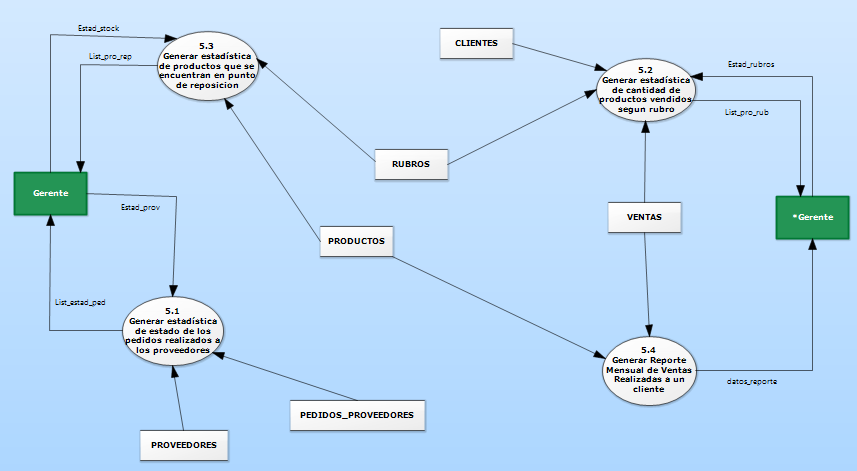 Estad_stock
List_pro_rep
5.3
Generar estadística
de productos que se
encuentran en punto
de reposicion
CLIENTES
5.2
Generar estadística
de cantidad de
productos vendidos
segun rubro
Estad_rubros
List_pro_rub
RUBROS
Gerente
Estad_prov
VENTAS
*Gerente
PRODUCTOS
List_estad_ped
5.1
Generar estadística
de estado de los
pedidos realizados a
los proveedores
5.4
Generar Reporte
Mensual de Ventas
Realizadas a un
cliente
datos_reporte
PEDIDOS_PROVEEDORES
PROVEEDORES